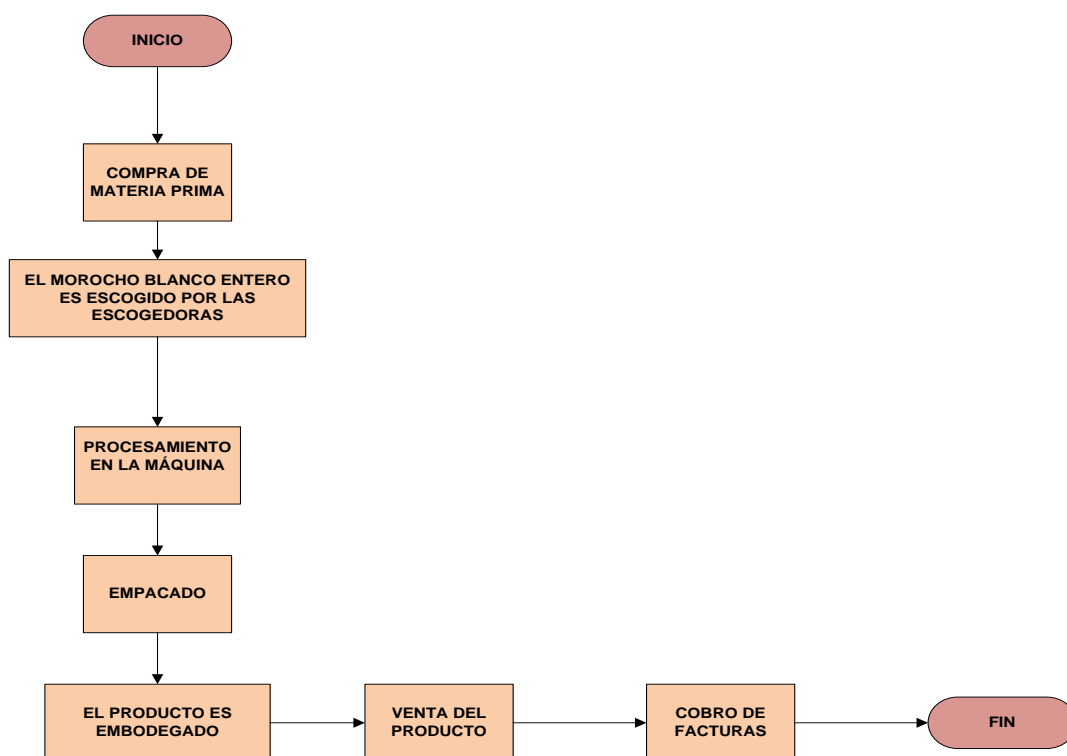 INICIO
COMPRA DE
MATERIA PRIMA
EL MOROCHO BLANCO ENTERO
ES ESCOGIDO POR LAS
ESCOGEDORAS
PROCESAMIENTO
EN LA MÁQUINA
EMPACADO
EL PRODUCTO ES
EMBODEGADO
VENTA DEL
PRODUCTO
COBRO DE
FACTURAS
FIN